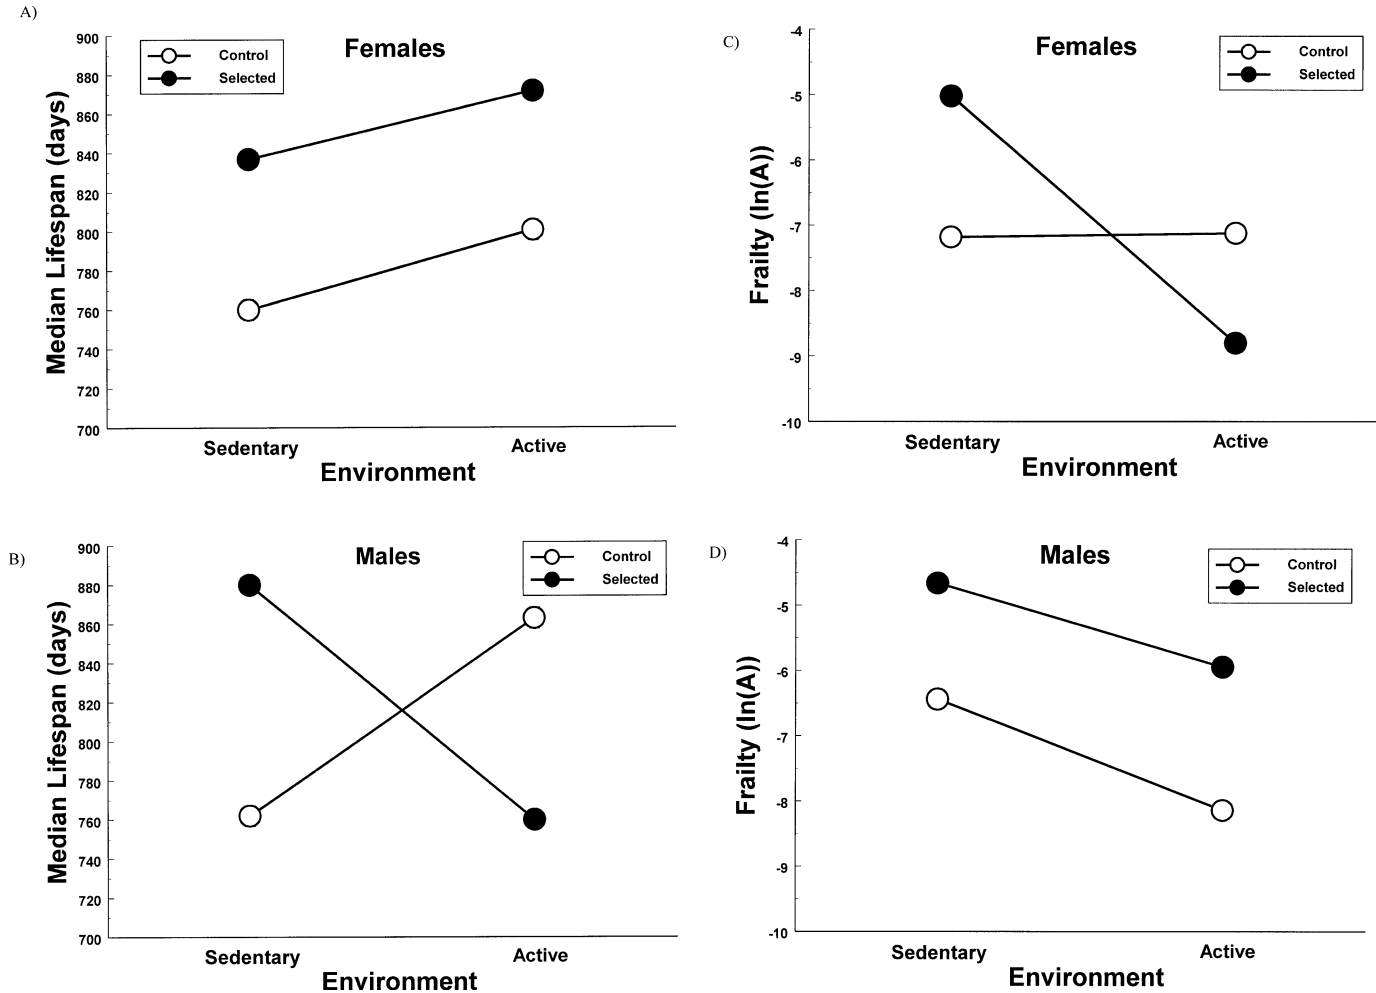 A)
Females
Control
Selected
Median Lifespan (days)
900
880
860
840
820
800
780
760
740
720
700
Sedentary
Active
Environment
C)
Females
Control
Selected
Frailty (ln(A))
-4
-5
-6
-7
-8
-9
-10
Sedentary
Active
Environment
B)
Males
Control
Selected
Median Lifespan (days)
900
880
860
840
820
800
780
760
740
720
700
Sedentary
Active
Environment
D)
Males
Control
Selected
Frailty (ln(A))
-4
-5
-6
-7
-8
-9
-10
Sedentary
Active
Environment